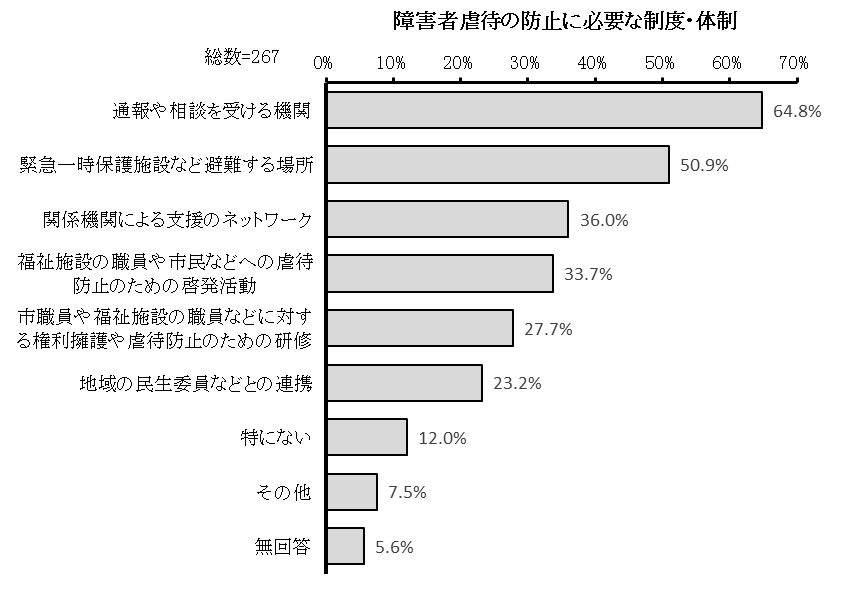 障害者虐待の防止に必要な制度・体制
総数=267
0% 10% 20% 30% 40% 50% 60% 70%
通報や相談を受ける機関 64.8%
緊急一時保護施設など避難する場所 50.9%
関係機関による支援のネットワーク 36.0%
福祉施設の職員や市民などへの虐待
防止のための啓発活動 33.7%
市職員や福祉施設の職員などに対す
る権利擁護や虐待防止のための研修 27.7%
地域の民生委員などとの連携 23.2%
特にない 12.0%
その他 7.5%
無回答 5.6%